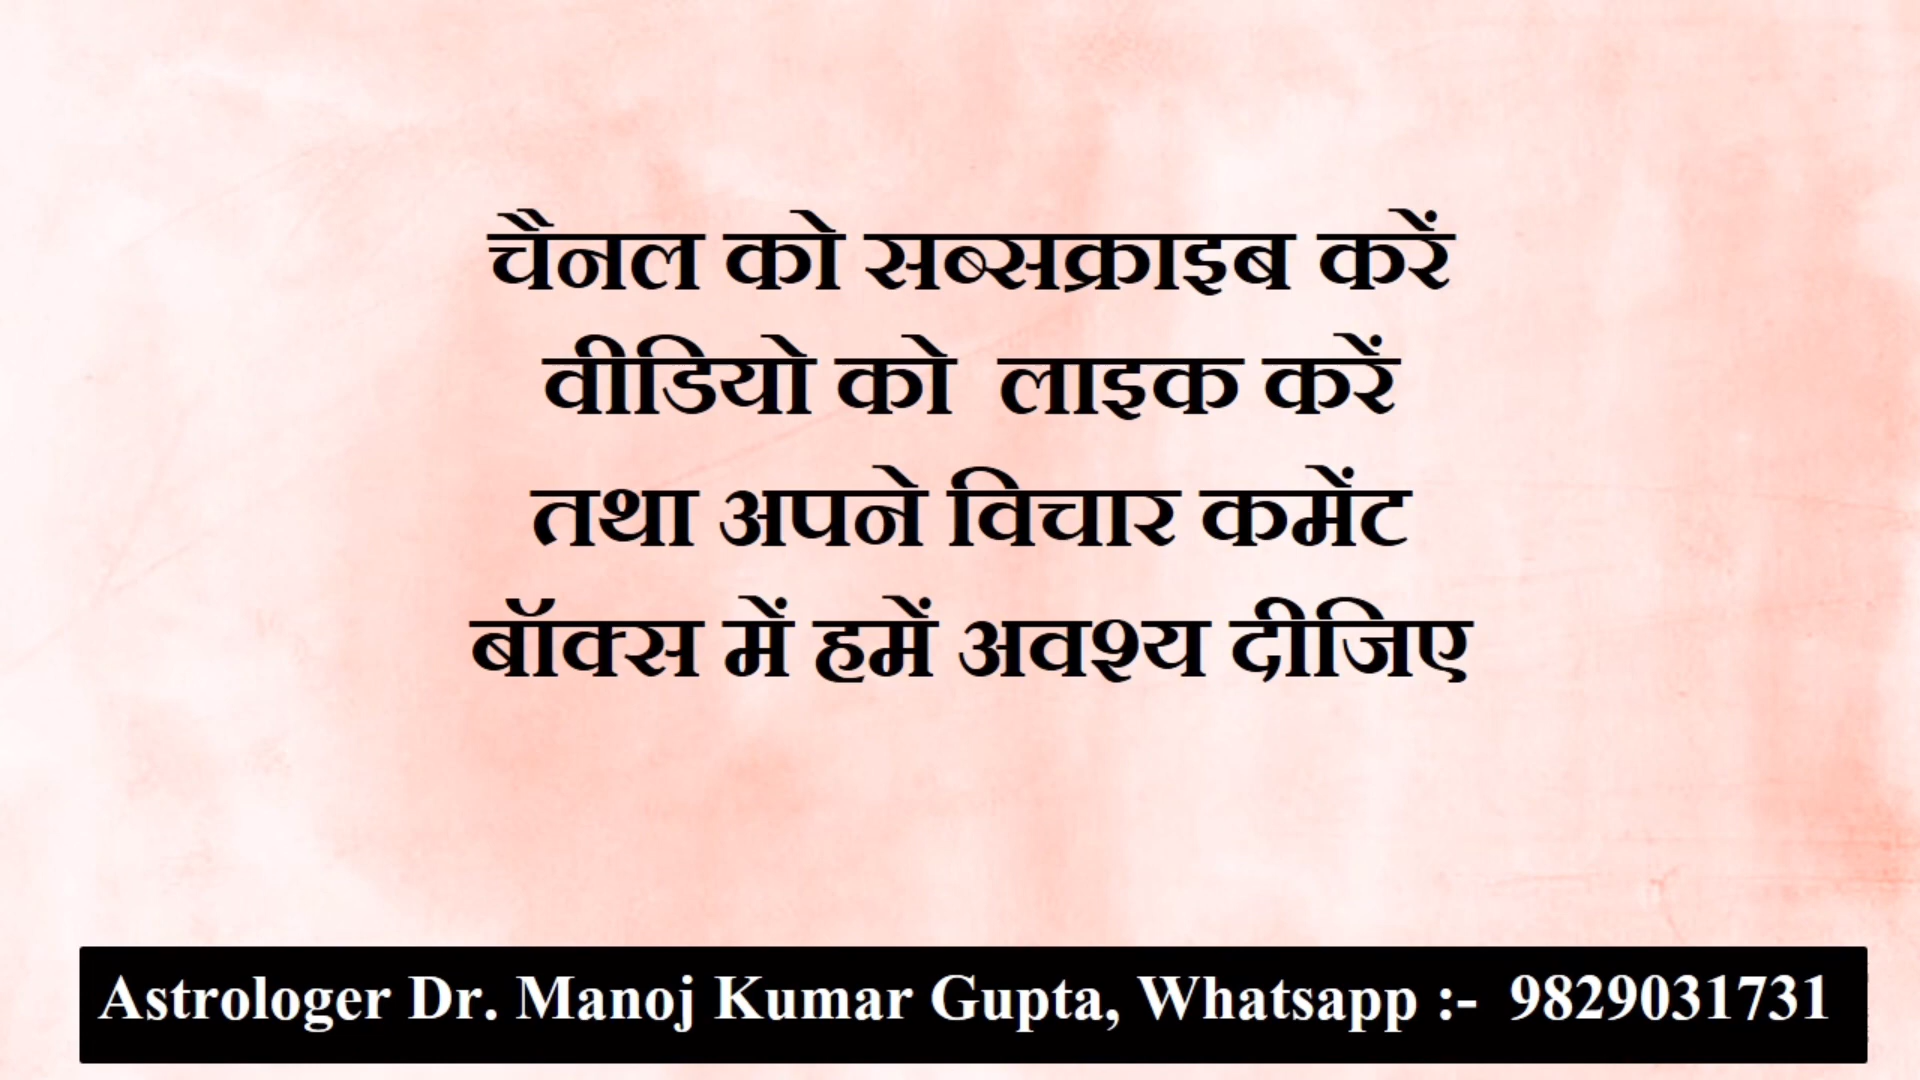 चैनल को सब्सक्राइब करें
वीडियो को लाइक करें
तथा अपने विचार कमेंट
बॉक्स में हमें अवश्य दीजिए
Astrologer Dr. Manoj Kumar Gupta, Whatsapp :- 9829031731